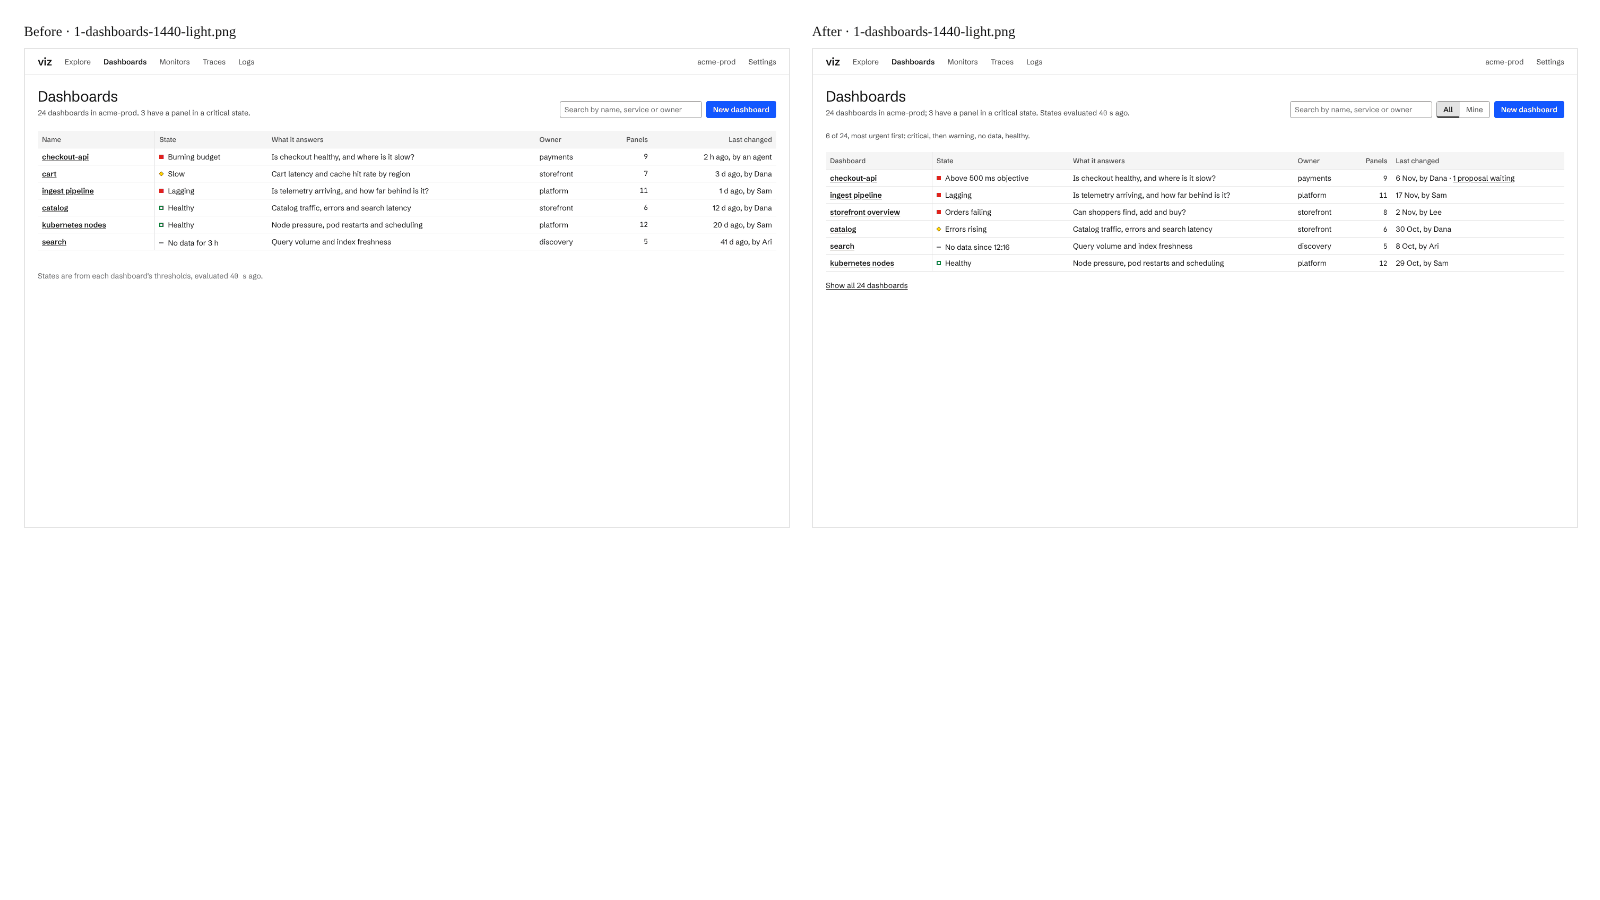 Before · 1-dashboards-1440-light.png
viz Explore Dashboards Monitors Traces Logs acme-prod Settings
Dashboards
24 dashboards in acme-prod. 3 have a panel in a critical state.
Search by name, service or owner New dashboard
Name State What it answers Owner Panels Last changed
checkout-api Burning budget Is checkout healthy, and where is it slow? payments 9 2 h ago, by an agent
cart Slow Cart latency and cache hit rate by region storefront 7 3 d ago, by Dana
ingest pipeline Lagging Is telemetry arriving, and how far behind is it? platform 11 1 d ago, by Sam
catalog Healthy Catalog traffic, errors and search latency storefront 6 12 d ago, by Dana
kubernetes nodes Healthy Node pressure, pod restarts and scheduling platform 12 20 d ago, by Sam
search No data for 3 h Query volume and index freshness discovery 5 41 d ago, by Ari
States are from each dashboard's thresholds, evaluated 40 s ago.
After · 1-dashboards-1440-light.png
viz Explore Dashboards Monitors Traces Logs acme-prod Settings
Dashboards
24 dashboards in acme-prod; 3 have a panel in a critical state. States evaluated 40 s ago.
Search by name, service or owner All Mine New dashboard
6 of 24, most urgent first: critical, then warning, no data, healthy.
Dashboard State What it answers Owner Panels Last changed
checkout-api Above 500 ms objective Is checkout healthy, and where is it slow? payments 9 6 Nov, by Dana · 1 proposal waiting
ingest pipeline Lagging Is telemetry arriving, and how far behind is it? platform 11 17 Nov, by Sam
storefront overview Orders failing Can shoppers find, add and buy? storefront 8 2 Nov, by Lee
catalog Errors rising Catalog traffic, errors and search latency storefront 6 30 Oct, by Dana
search No data since 12:16 Query volume and index freshness discovery 5 8 Oct, by Ari
kubernetes nodes Healthy Node pressure, pod restarts and scheduling platform 12 29 Oct, by Sam
Show all 24 dashboards